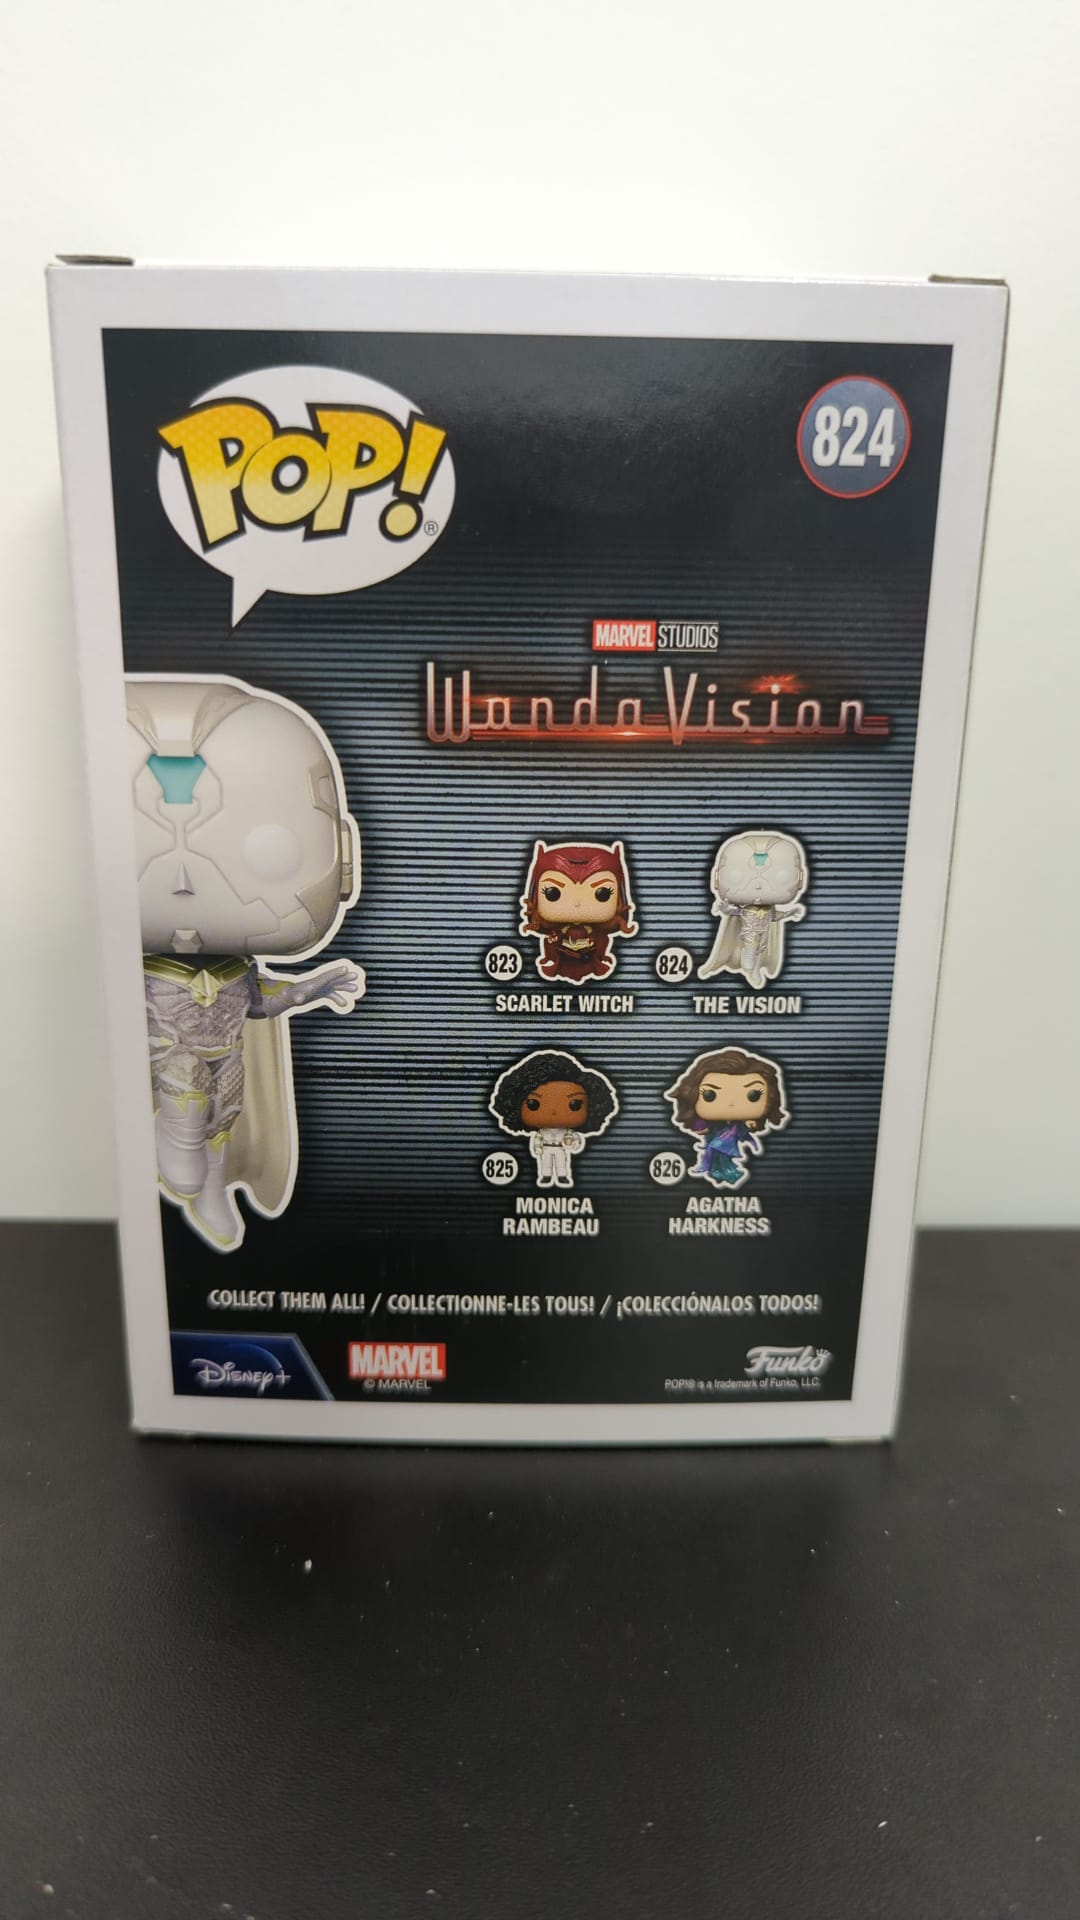 POP!®
824
MARVEL STUDIOS
WandaVision
823
SCARLET WITCH
824
THE VISION
825
MONICA
RAMBEAU
826
AGATHA
HARKNESS
COLLECT THEM ALL! / COLLECTIONNE-LES TOUS! / ¡COLECCIÓNALOS TODOS!
Disney+
MARVEL
© MARVEL
Funko
POP!® is a trademark of Funko, LLC